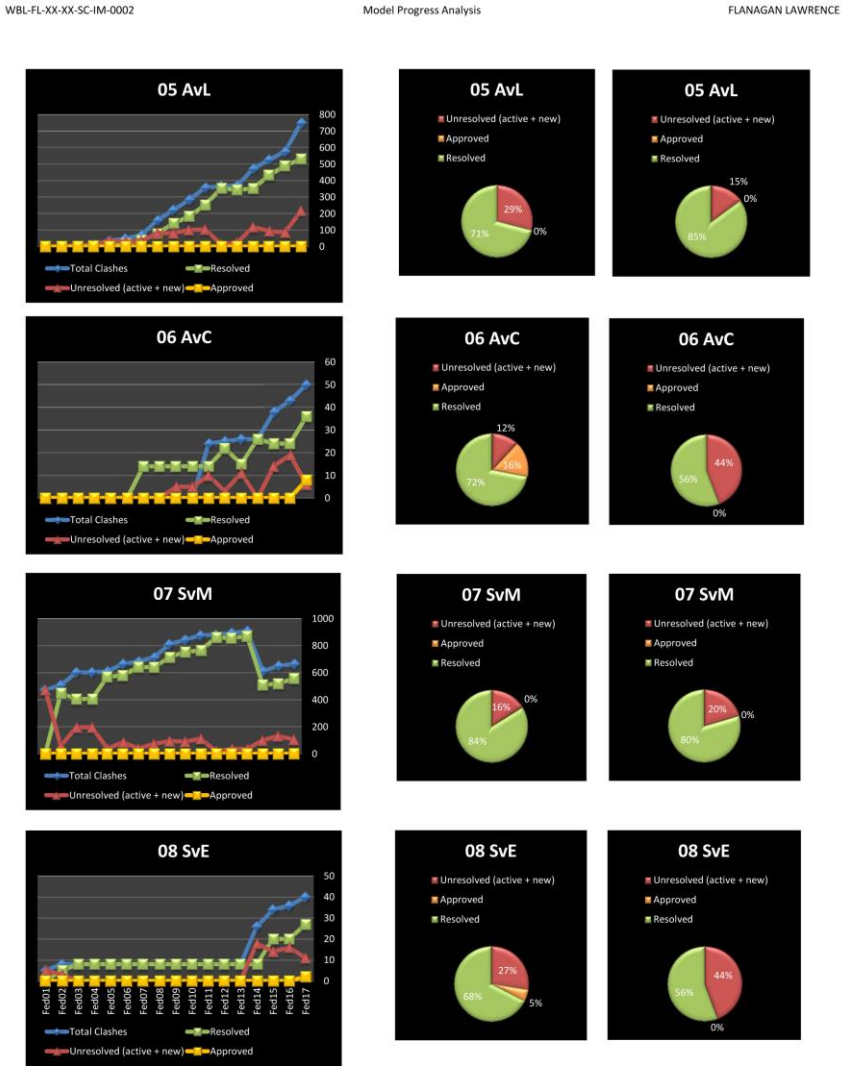 WBL-FL-XX-XX-SC-IM-0002 Model Progress Analysis FLANAGAN LAWRENCE
05 AvL
800
700
600
500
400
300
200
100
0
Total Clashes Resolved
Unresolved (active + new) Approved
05 AvL
Unresolved (active + new)
Approved
Resolved
29%
0%
71%
05 AvL
Unresolved (active + new)
Approved
Resolved
15%
0%
85%
06 AvC
60
50
40
30
20
10
0
Total Clashes Resolved
Unresolved (active + new) Approved
06 AvC
Unresolved (active + new)
Approved
Resolved
12%
16%
72%
06 AvC
Unresolved (active + new)
Approved
Resolved
44%
56%
0%
07 SvM
1000
800
600
400
200
0
Total Clashes Resolved
Unresolved (active + new) Approved
07 SvM
Unresolved (active + new)
Approved
Resolved
16%
0%
84%
07 SvM
Unresolved (active + new)
Approved
Resolved
20%
0%
80%
08 SvE
50
40
30
20
10
0
Fed01
Fed02
Fed03
Fed04
Fed05
Fed06
Fed07
Fed08
Fed09
Fed10
Fed11
Fed12
Fed13
Fed14
Fed15
Fed16
Fed17
Total Clashes Resolved
Unresolved (active + new) Approved
08 SvE
Unresolved (active + new)
Approved
Resolved
27%
5%
68%
08 SvE
Unresolved (active + new)
Approved
Resolved
44%
56%
0%